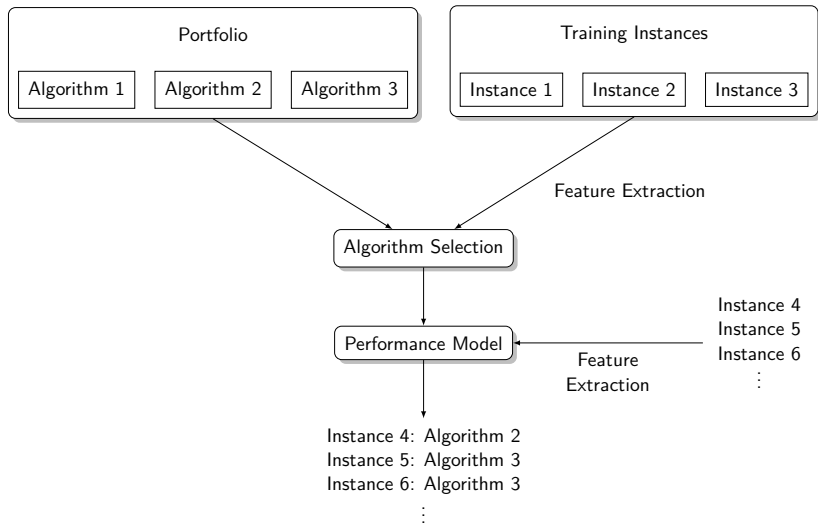 Portfolio
Algorithm 1
Algorithm 2
Algorithm 3
Training Instances
Instance 1
Instance 2
Instance 3
Feature Extraction
Algorithm Selection
Instance 4
Instance 5
Instance 6
⋮
Performance Model
Feature
Extraction
Instance 4: Algorithm 2
Instance 5: Algorithm 3
Instance 6: Algorithm 3
⋮